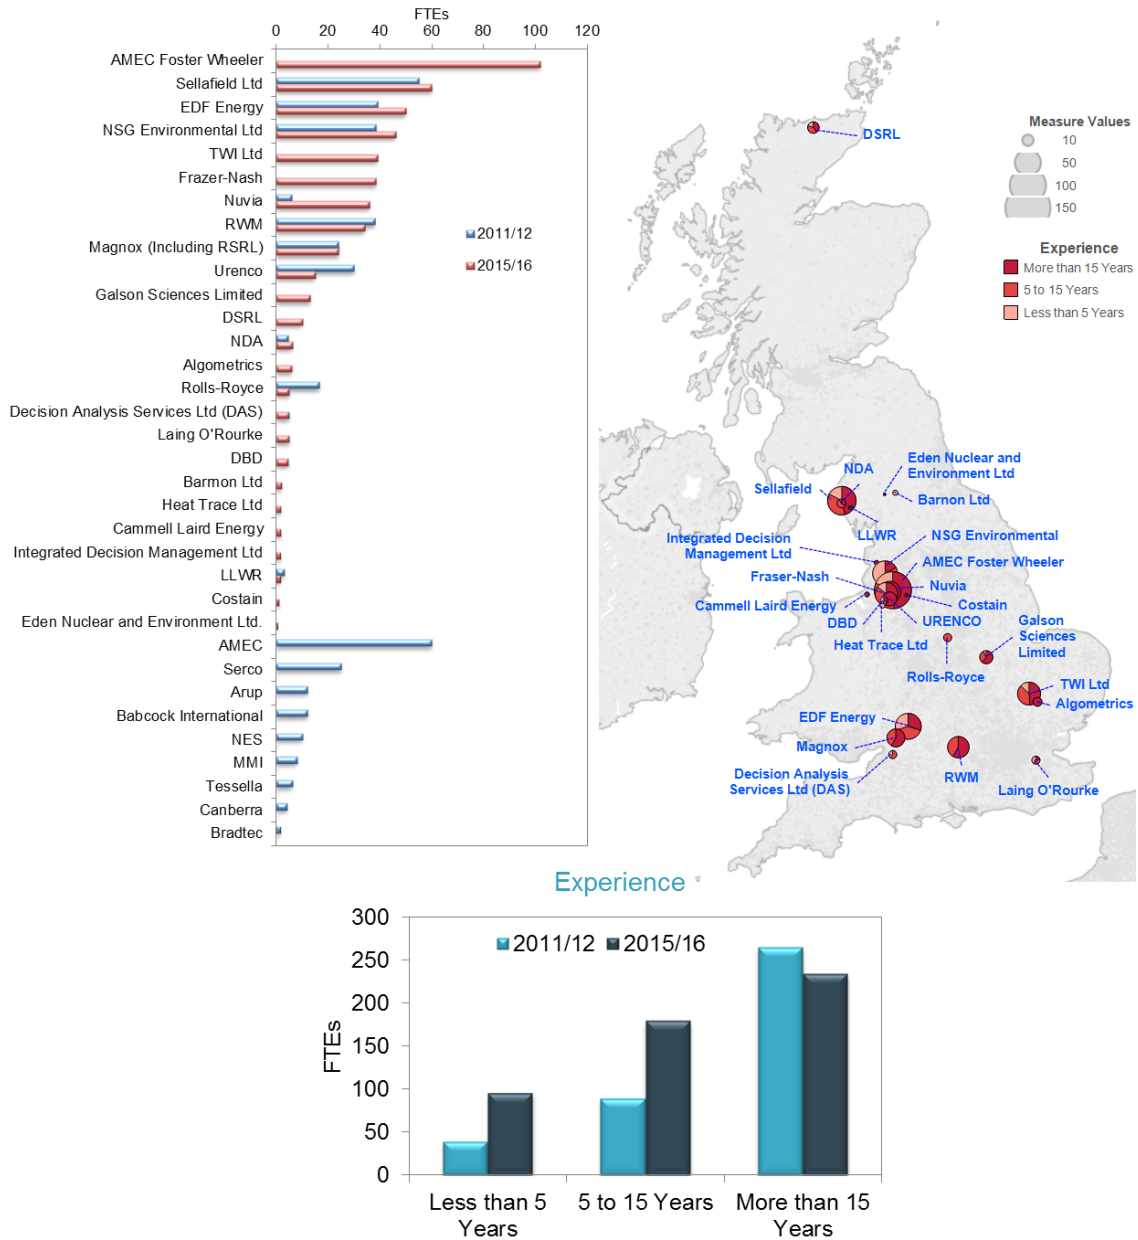 FTEs
0 20 40 60 80 100 120
AMEC Foster Wheeler
Sellafield Ltd
EDF Energy
NSG Environmental Ltd
TWI Ltd
Frazer-Nash
Nuvia
RWM
Magnox (Including RSRL)
Urenco
Galson Sciences Limited
DSRL
NDA
Algometrics
Rolls-Royce
Decision Analysis Services Ltd (DAS)
Laing O'Rourke
DBD
Barmon Ltd
Heat Trace Ltd
Cammell Laird Energy
Integrated Decision Management Ltd
LLWR
Costain
Eden Nuclear and Environment Ltd.
AMEC
Serco
Arup
Babcock International
NES
MMI
Tessella
Canberra
Bradtec
2011/12
2015/16
DSRL
Measure Values
10
50
100
150
Experience
More than 15 Years
5 to 15 Years
Less than 5 Years
Eden Nuclear and
Environment Ltd
NDA
Sellafield
Barnon Ltd
LLWR
Integrated Decision
Management Ltd
NSG Environmental
AMEC Foster Wheeler
Fraser-Nash
Nuvia
Cammell Laird Energy
Costain
DBD
URENCO
Heat Trace Ltd
Galson
Sciences
Limited
Rolls-Royce
TWI Ltd
Algometrics
EDF Energy
Magnox
Decision Analysis
Services Ltd (DAS)
RWM
Laing O'Rourke
Experience
300
250
200
150
100
50
0
FTEs
2011/12
2015/16
Less than 5
Years
5 to 15 Years
More than 15
Years